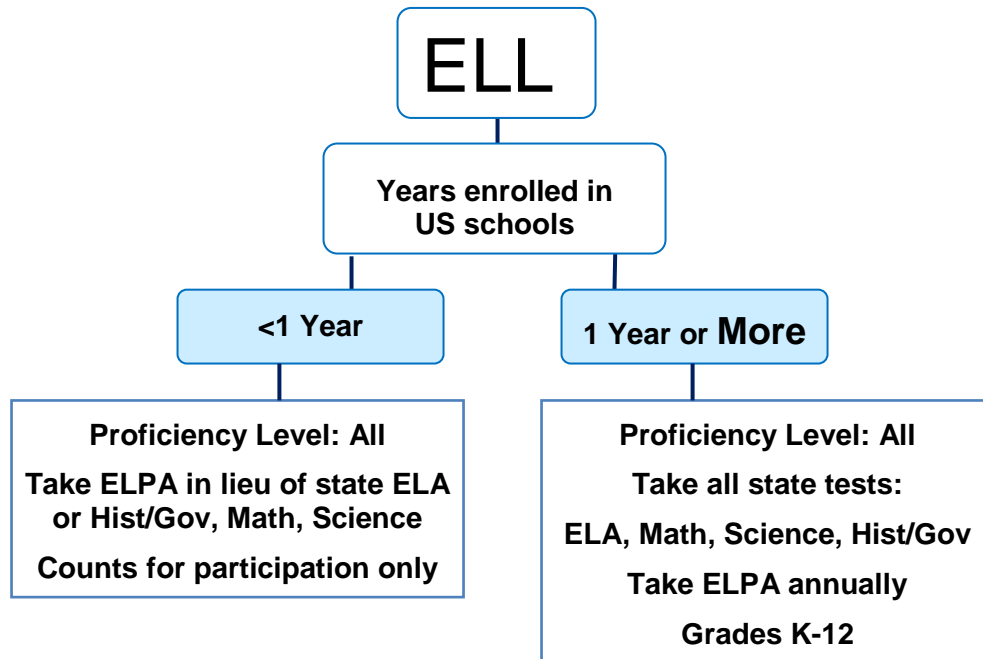 ELL
Years enrolled in
US schools
<1 Year
1 Year or More
Proficiency Level: All
Take ELPA in lieu of state ELA
or Hist/Gov, Math, Science
Counts for participation only
Proficiency Level: All
Take all state tests:
ELA, Math, Science, Hist/Gov
Take ELPA annually
Grades K-12